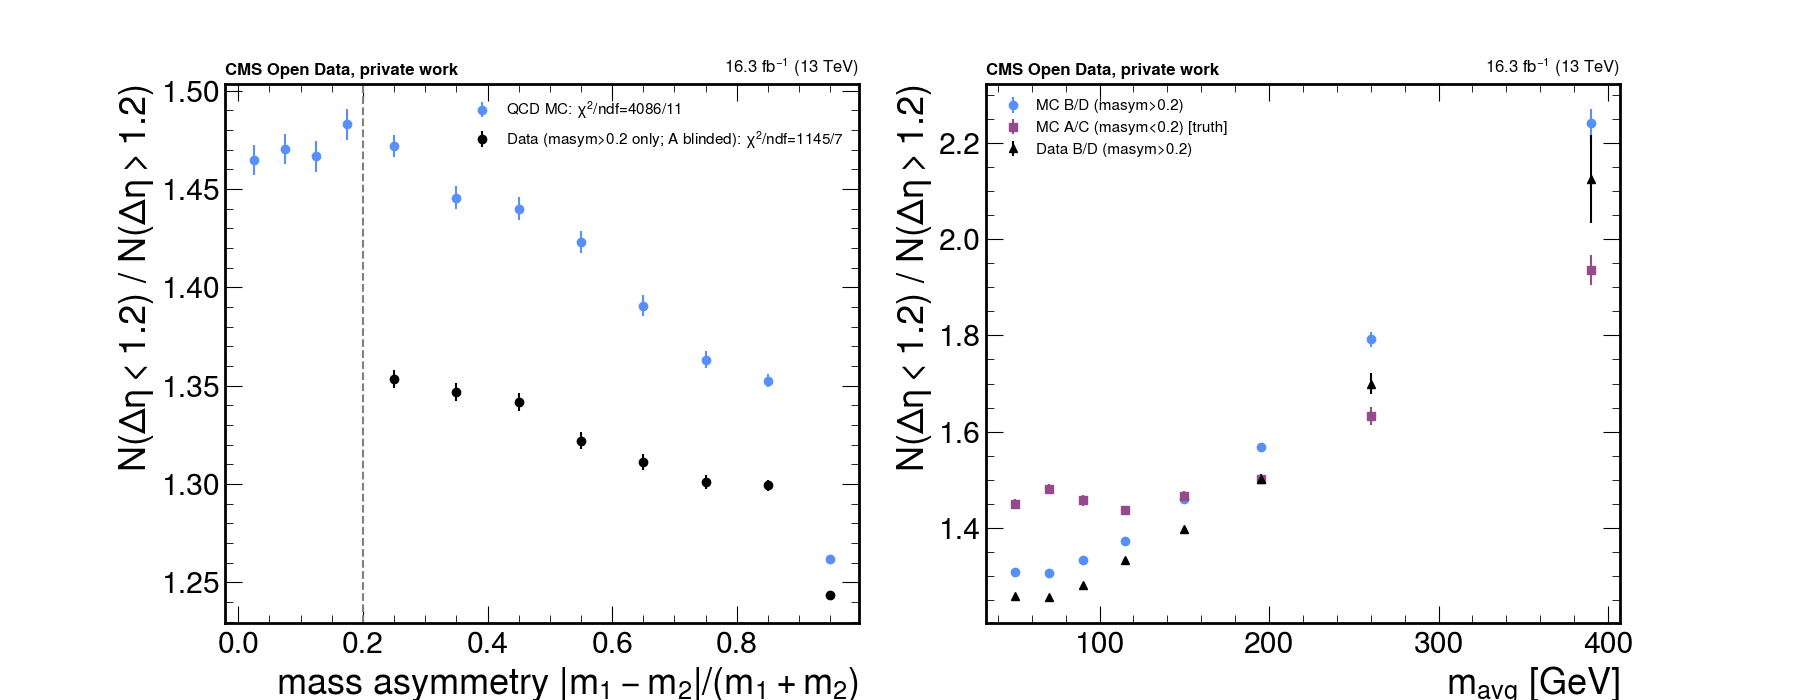 CMS Open Data, private work 16.3 fb⁻¹ (13 TeV)
N(Δη < 1.2) / N(Δη > 1.2)
1.50
1.45
1.40
1.35
1.30
1.25
QCD MC: χ²/ndf=4086/11
Data (masym>0.2 only; A blinded): χ²/ndf=1145/7
0.0 0.2 0.4 0.6 0.8
mass asymmetry |m₁ − m₂|/(m₁ + m₂)
CMS Open Data, private work 16.3 fb⁻¹ (13 TeV)
N(Δη < 1.2) / N(Δη > 1.2)
2.2
2.0
1.8
1.6
1.4
MC B/D (masym>0.2)
MC A/C (masym<0.2) [truth]
Data B/D (masym>0.2)
100 200 300 400
m_avg [GeV]